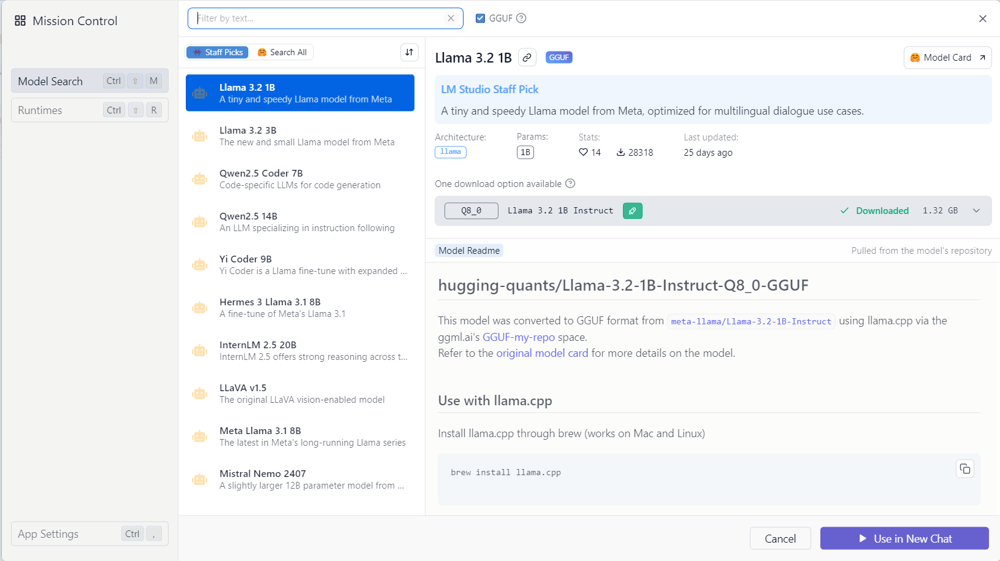 Mission Control
Model Search Ctrl ⇧ M
Runtimes Ctrl ⇧ R
App Settings Ctrl ,
Filter by text...
GGUF
Staff Picks Search All
Llama 3.2 1B
A tiny and speedy Llama model from Meta
Llama 3.2 3B
The new and small Llama model from Meta
Qwen2.5 Coder 7B
Code-specific LLMs for code generation
Qwen2.5 14B
An LLM specializing in instruction following
Yi Coder 9B
Yi Coder is a Llama fine-tune with expanded ...
Hermes 3 Llama 3.1 8B
A fine-tune of Meta's Llama 3.1
InternLM 2.5 20B
InternLM 2.5 offers strong reasoning across t...
LLaVA v1.5
The original LLaVA vision-enabled model
Meta Llama 3.1 8B
The latest in Meta's long-running Llama series
Mistral Nemo 2407
A slightly larger 12B parameter model from ...
Llama 3.2 1B GGUF Model Card
LM Studio Staff Pick
A tiny and speedy Llama model from Meta, optimized for multilingual dialogue use cases.
Architecture: Params: Stats: Last updated:
llama 1B 14 28318 25 days ago
One download option available
Q8_0 Llama 3.2 1B Instruct Downloaded 1.32 GB
Model Readme Pulled from the model's repository
hugging-quants/Llama-3.2-1B-Instruct-Q8_0-GGUF
This model was converted to GGUF format from meta-llama/Llama-3.2-1B-Instruct using llama.cpp via the
ggml.ai's GGUF-my-repo space.
Refer to the original model card for more details on the model.
Use with llama.cpp
Install llama.cpp through brew (works on Mac and Linux)
brew install llama.cpp
Cancel Use in New Chat